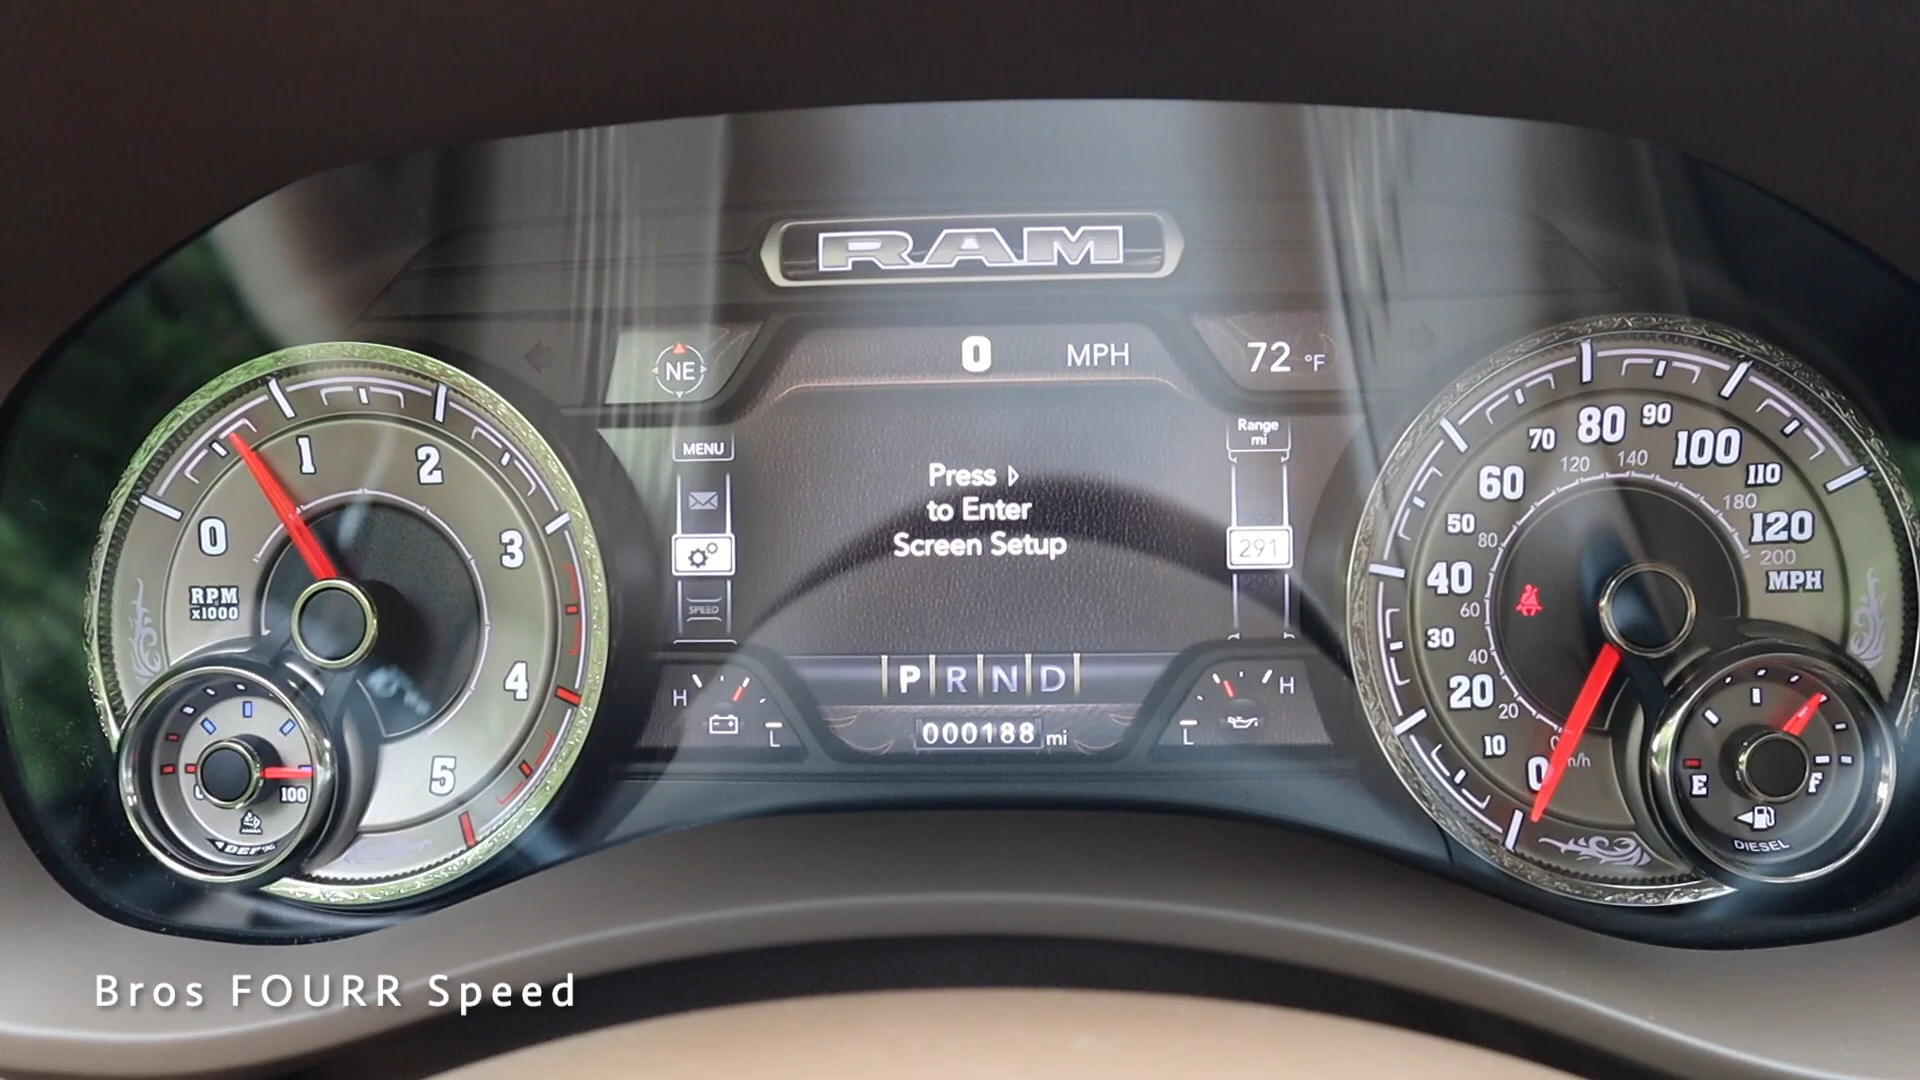 RAM
NE
0 MPH
72 °F
MENU
Range
mi
Press
to Enter
Screen Setup
291
SPEED
P R N D
000188 mi
H
L
H
L
0
1
2
3
4
5
RPM
x1000
100
DEF%
0
10
20
30
40
50
60
70
80
90
100
110
120
MPH
20
40
60
80
120
140
180
200
E
F
DIESEL
Bros FOURR Speed